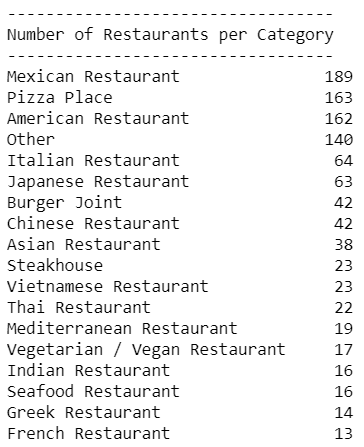 ----------------------------------
Number of Restaurants per Category
----------------------------------
Mexican Restaurant 189
Pizza Place 163
American Restaurant 162
Other 140
Italian Restaurant 64
Japanese Restaurant 63
Burger Joint 42
Chinese Restaurant 42
Asian Restaurant 38
Steakhouse 23
Vietnamese Restaurant 23
Thai Restaurant 22
Mediterranean Restaurant 19
Vegetarian / Vegan Restaurant 17
Indian Restaurant 16
Seafood Restaurant 16
Greek Restaurant 14
French Restaurant 13